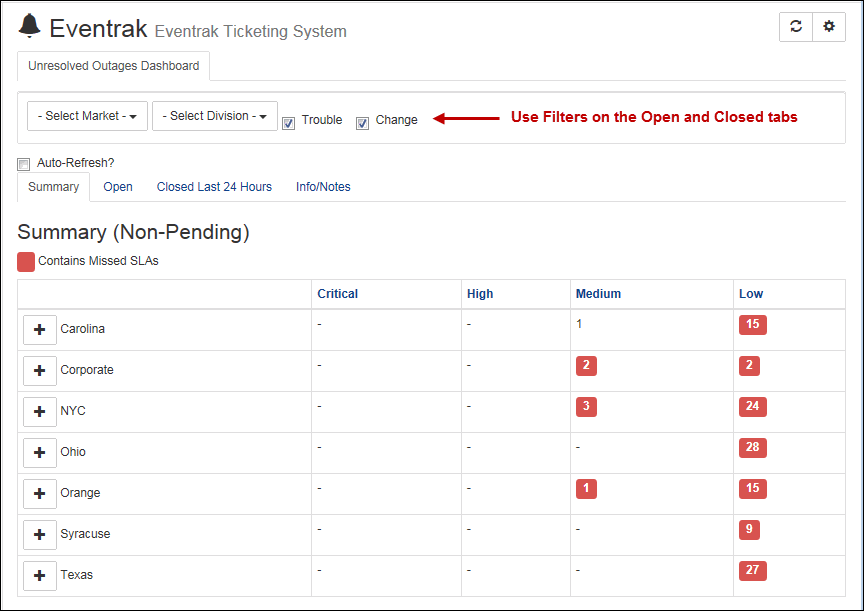 Eventrak Eventrak Ticketing System
Unresolved Outages Dashboard
- Select Market - - Select Division - Trouble Change Use Filters on the Open and Closed tabs
Auto-Refresh?
Summary Open Closed Last 24 Hours Info/Notes
Summary (Non-Pending)
Contains Missed SLAs
Critical High Medium Low
Carolina - - 1 15
Corporate - - 2 2
NYC - - 3 24
Ohio - - - 28
Orange - - 1 15
Syracuse - - - 9
Texas - - - 27